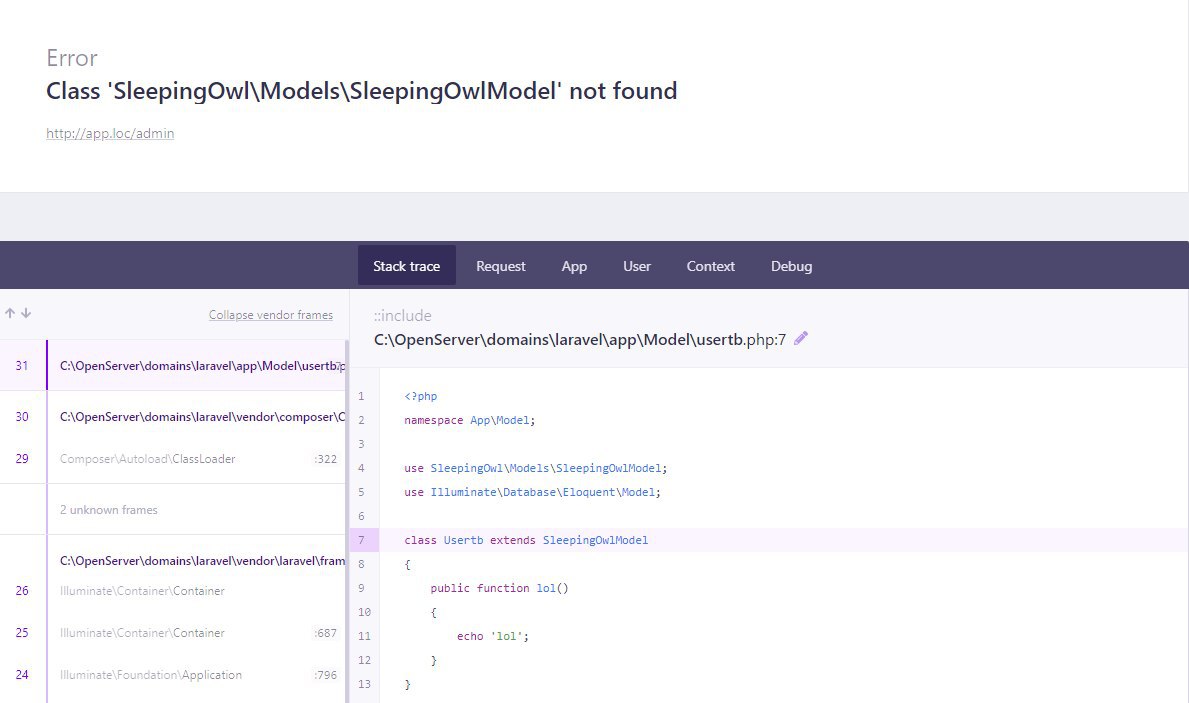 Error
Class 'SleepingOwl\Models\SleepingOwlModel' not found
http://app.loc/admin
Stack trace Request App User Context Debug
Collapse vendor frames
31 C:\OpenServer\domains\laravel\app\Model\usertb.p
30 C:\OpenServer\domains\laravel\vendor\composer\C
29 Composer\Autoload\ClassLoader :322
2 unknown frames
C:\OpenServer\domains\laravel\vendor\laravel\fram
26 Illuminate\Container\Container
25 Illuminate\Container\Container :687
24 Illuminate\Foundation\Application :796
::include
C:\OpenServer\domains\laravel\app\Model\usertb.php:7
1 <?php
2 namespace App\Model;
3
4 use SleepingOwl\Models\SleepingOwlModel;
5 use Illuminate\Database\Eloquent\Model;
6
7 class Usertb extends SleepingOwlModel
8 {
9 public function lol()
10 {
11 echo 'lol';
12 }
13 }